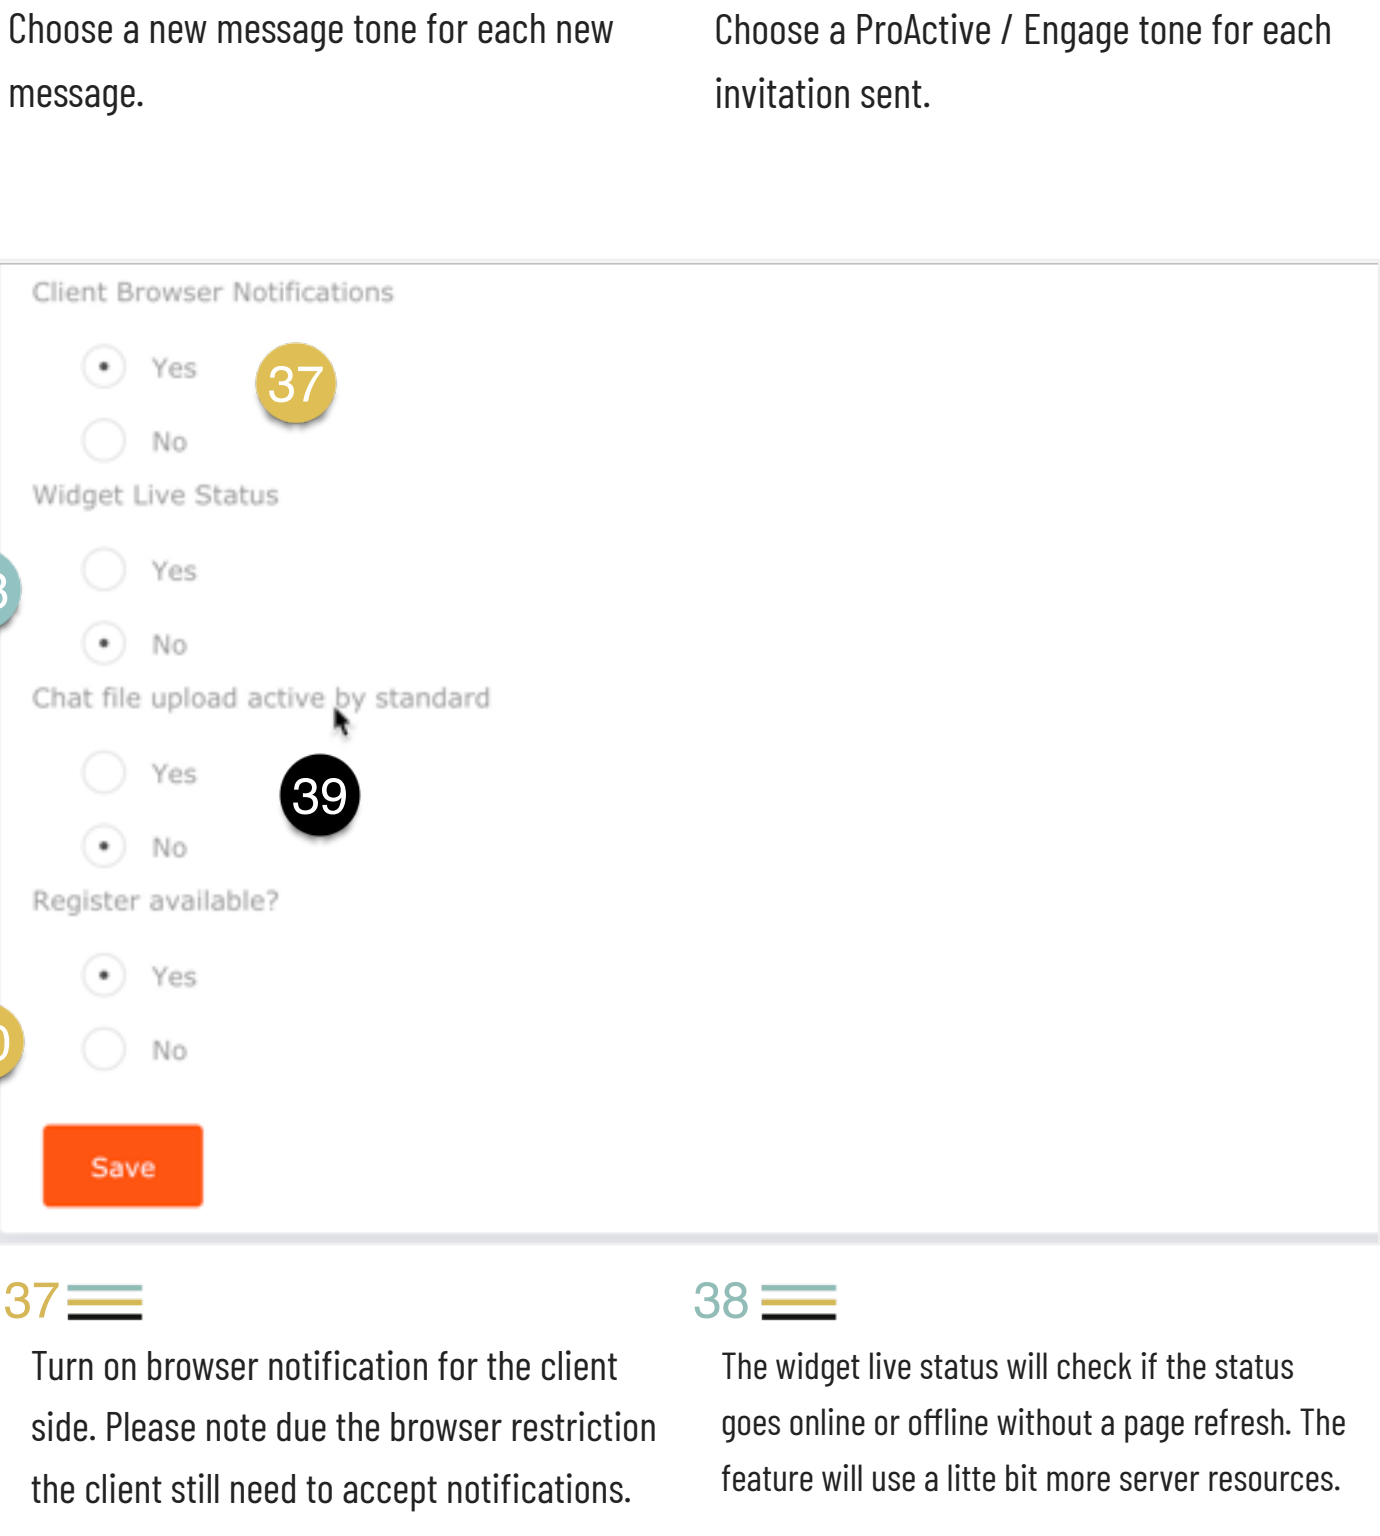 Choose a new message tone for each new
message.
Choose a ProActive / Engage tone for each
invitation sent.
Client Browser Notifications
Yes
37
No
Widget Live Status
Yes
No
Chat file upload active by standard
Yes
39
No
Register available?
Yes
No
Save
37
Turn on browser notification for the client
side. Please note due the browser restriction
the client still need to accept notifications.
38
The widget live status will check if the status
goes online or offline without a page refresh. The
feature will use a litte bit more server resources.